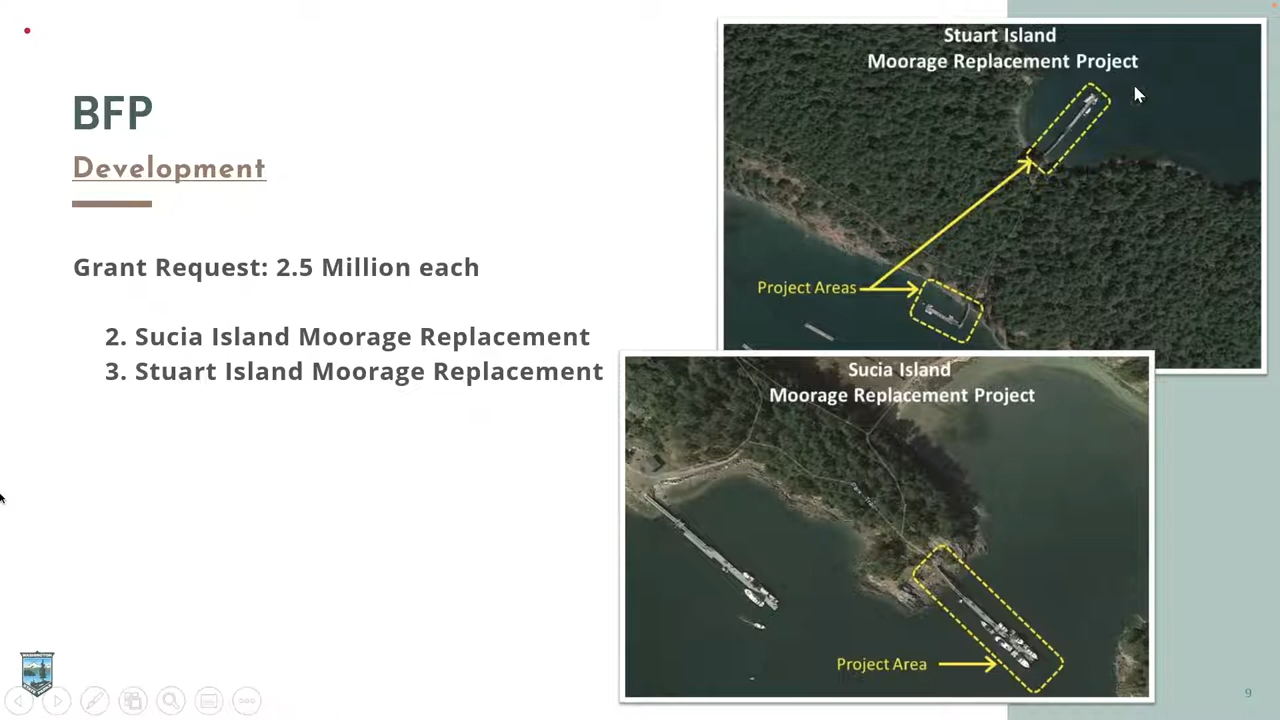 BFP
Development
Grant Request: 2.5 Million each
2. Sucia Island Moorage Replacement
3. Stuart Island Moorage Replacement
Stuart Island
Moorage Replacement Project
Project Areas
Sucia Island
Moorage Replacement Project
Project Area
9